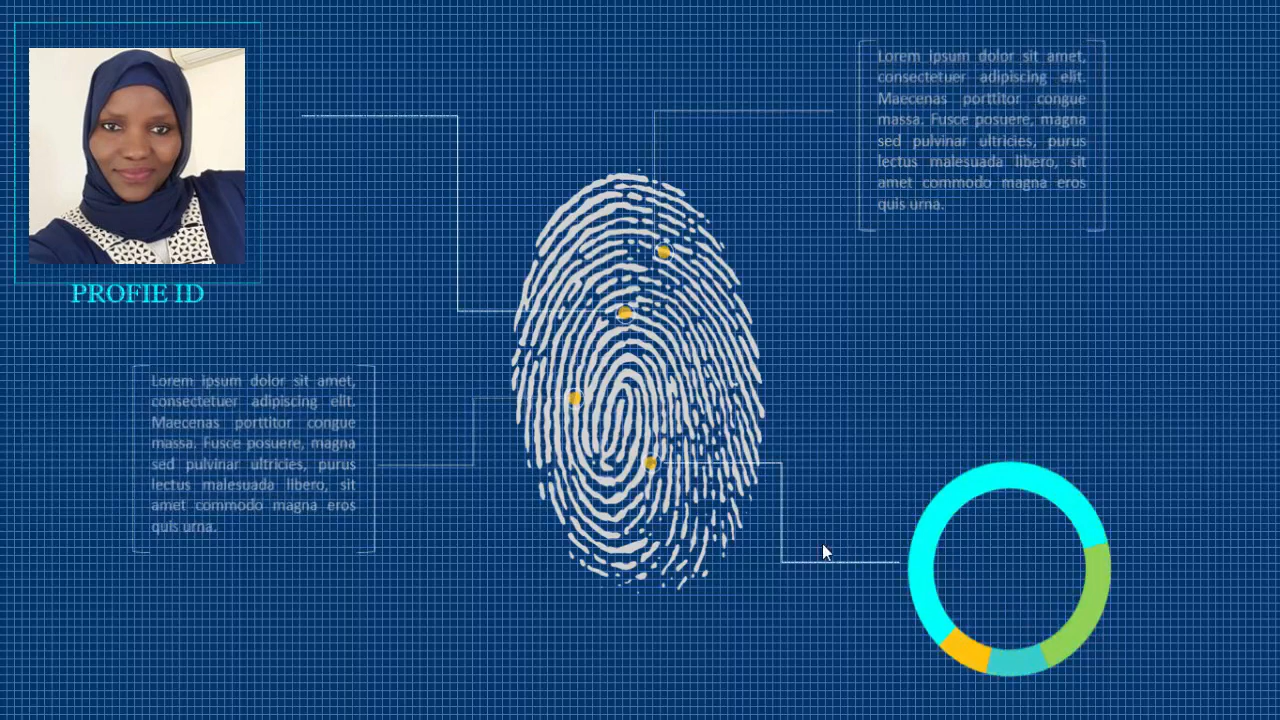 PROFIE ID
Lorem ipsum dolor sit amet,
consectetuer adipiscing elit.
Maecenas porttitor congue
massa. Fusce posuere, magna
sed pulvinar ultricies, purus
lectus malesuada libero, sit
amet commodo magna eros
quis urna.
Lorem ipsum dolor sit amet,
consectetuer adipiscing elit.
Maecenas porttitor congue
massa. Fusce posuere, magna
sed pulvinar ultricies, purus
lectus malesuada libero, sit
amet commodo magna eros
quis urna.